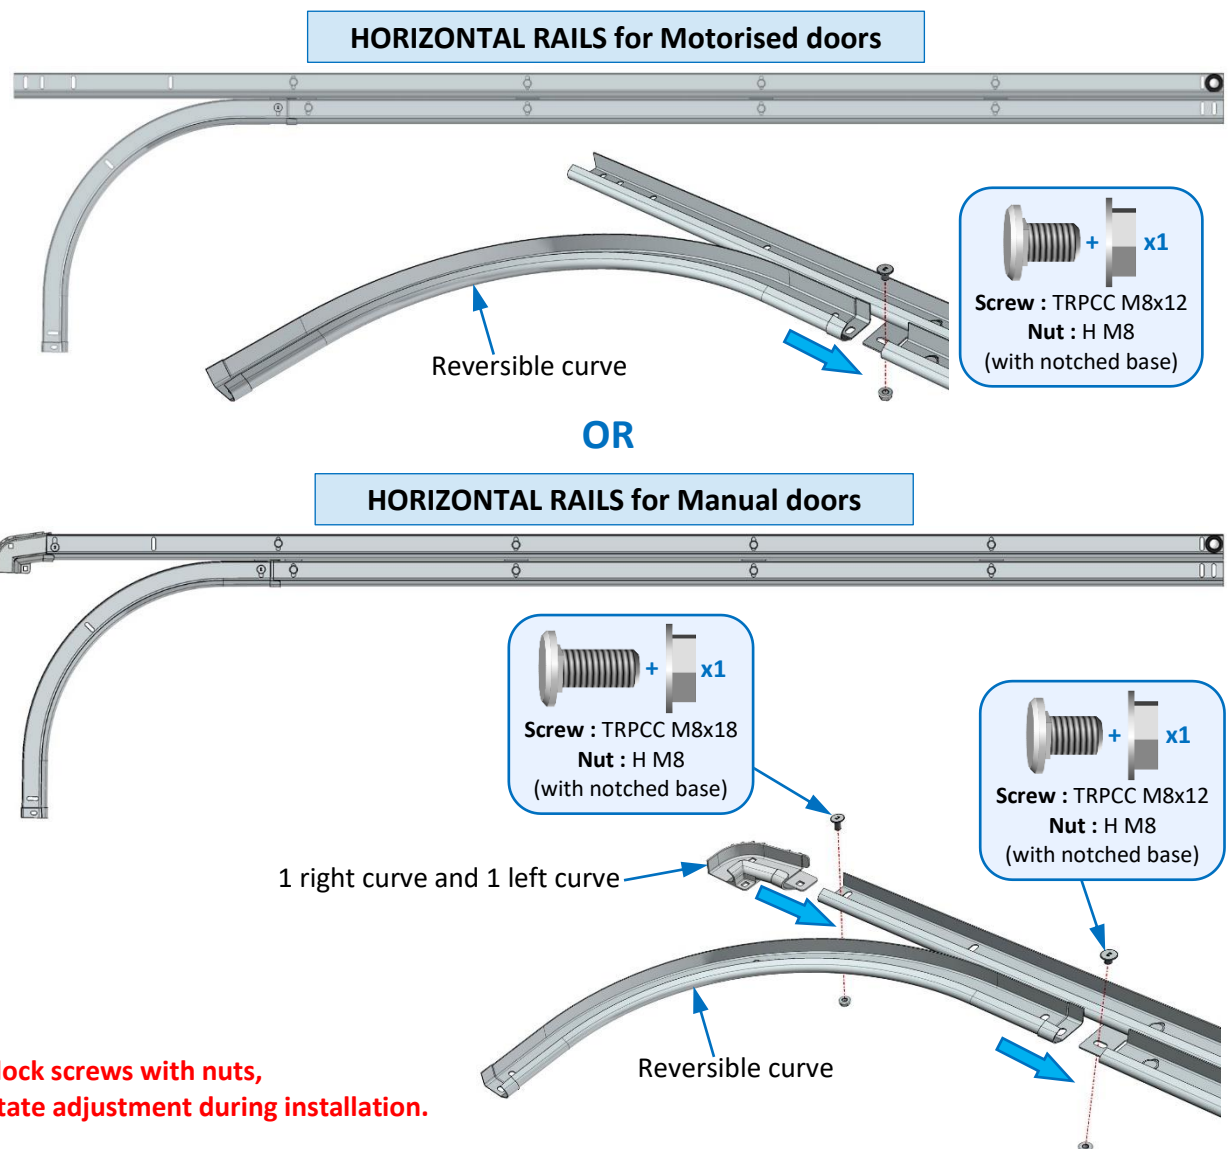 HORIZONTAL RAILS for Motorised doors
+ x1
Screw : TRPCC M8x12
Nut : H M8
(with notched base)
Reversible curve
OR
HORIZONTAL RAILS for Manual doors
+ x1
Screw : TRPCC M8x18
Nut : H M8
(with notched base)
+ x1
Screw : TRPCC M8x12
Nut : H M8
(with notched base)
1 right curve and 1 left curve
Reversible curve
lock screws with nuts,
tate adjustment during installation.